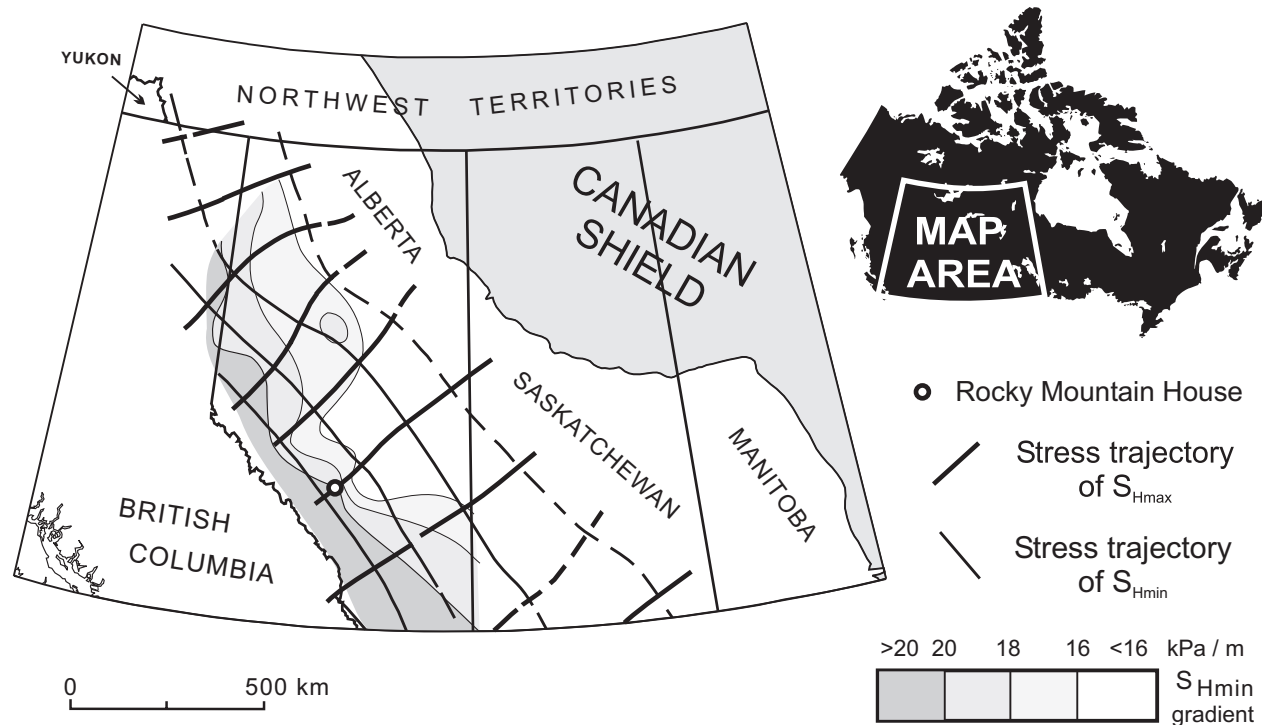 YUKON
NORTHWEST TERRITORIES
ALBERTA
CANADIAN
SHIELD
SASKATCHEWAN
MANITOBA
BRITISH
COLUMBIA
0 500 km
MAP
AREA
Rocky Mountain House
Stress trajectory
of SHmax
Stress trajectory
of SHmin
>20 20 18 16 <16 kPa / m
S Hmin
gradient